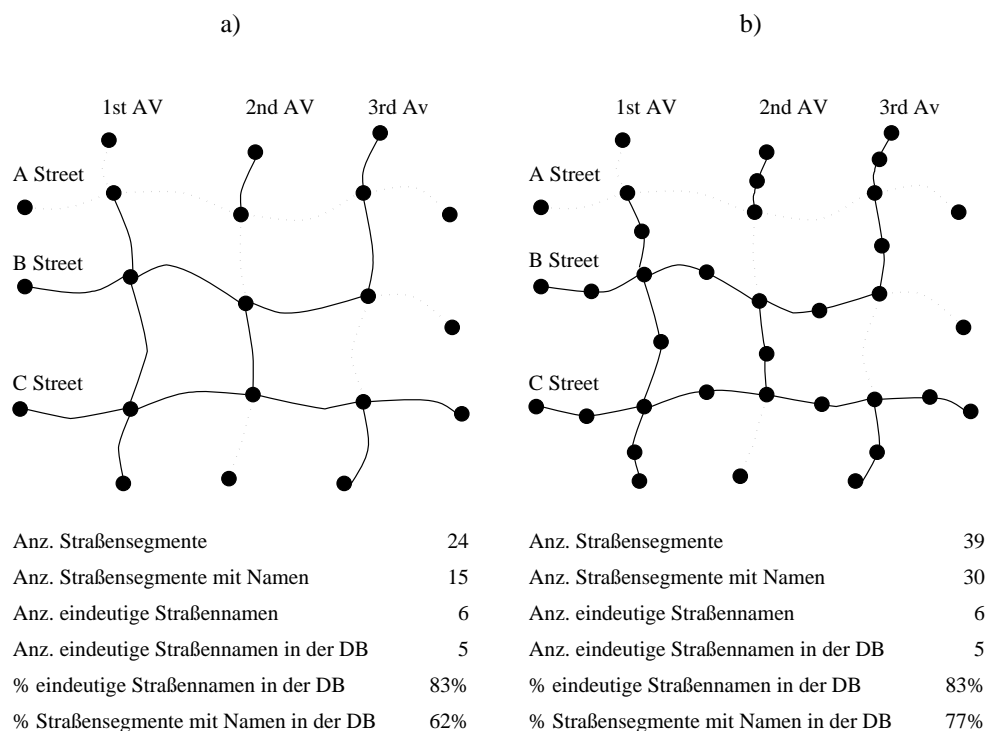 a)
b)
1st AV 2nd AV 3rd Av
1st AV 2nd AV 3rd Av
A Street
A Street
B Street
B Street
C Street
C Street
Anz. Straßensegmente 24
Anz. Straßensegmente mit Namen 15
Anz. eindeutige Straßennamen 6
Anz. eindeutige Straßennamen in der DB 5
% eindeutige Straßennamen in der DB 83%
% Straßensegmente mit Namen in der DB 62%
Anz. Straßensegmente 39
Anz. Straßensegmente mit Namen 30
Anz. eindeutige Straßennamen 6
Anz. eindeutige Straßennamen in der DB 5
% eindeutige Straßennamen in der DB 83%
% Straßensegmente mit Namen in der DB 77%